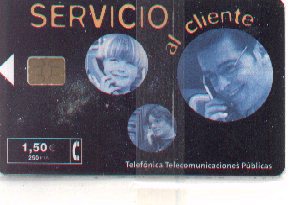 SERVICIO
al cliente
1,50 €
250 PTA
Telefónica Telecomunicaciones Públicas